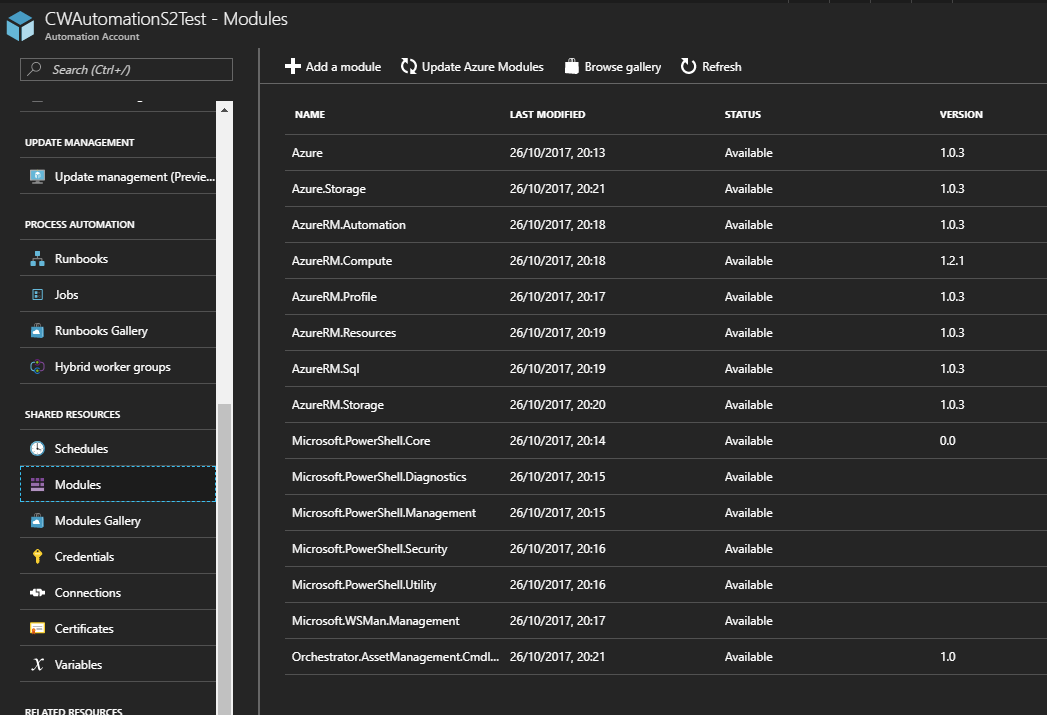 CWAutomationS2Test - Modules
Automation Account
Search (Ctrl+/)
UPDATE MANAGEMENT
Update management (Previe...
PROCESS AUTOMATION
Runbooks
Jobs
Runbooks Gallery
Hybrid worker groups
SHARED RESOURCES
Schedules
Modules
Modules Gallery
Credentials
Connections
Certificates
Variables
RELATED RESOURCES
Add a module Update Azure Modules Browse gallery Refresh
NAME LAST MODIFIED STATUS VERSION
Azure 26/10/2017, 20:13 Available 1.0.3
Azure.Storage 26/10/2017, 20:21 Available 1.0.3
AzureRM.Automation 26/10/2017, 20:18 Available 1.0.3
AzureRM.Compute 26/10/2017, 20:18 Available 1.2.1
AzureRM.Profile 26/10/2017, 20:17 Available 1.0.3
AzureRM.Resources 26/10/2017, 20:19 Available 1.0.3
AzureRM.Sql 26/10/2017, 20:19 Available 1.0.3
AzureRM.Storage 26/10/2017, 20:20 Available 1.0.3
Microsoft.PowerShell.Core 26/10/2017, 20:14 Available 0.0
Microsoft.PowerShell.Diagnostics 26/10/2017, 20:15 Available
Microsoft.PowerShell.Management 26/10/2017, 20:15 Available
Microsoft.PowerShell.Security 26/10/2017, 20:16 Available
Microsoft.PowerShell.Utility 26/10/2017, 20:16 Available
Microsoft.WSMan.Management 26/10/2017, 20:17 Available
Orchestrator.AssetManagement.Cmdl... 26/10/2017, 20:21 Available 1.0